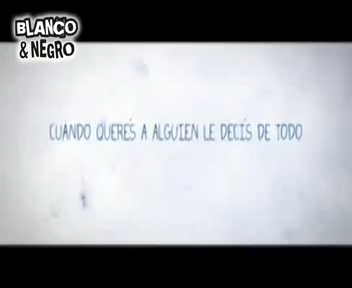 BLANCO
& NEGRO
CUANDO QUERÉS A ALGUIEN LE DECÍS DE TODO